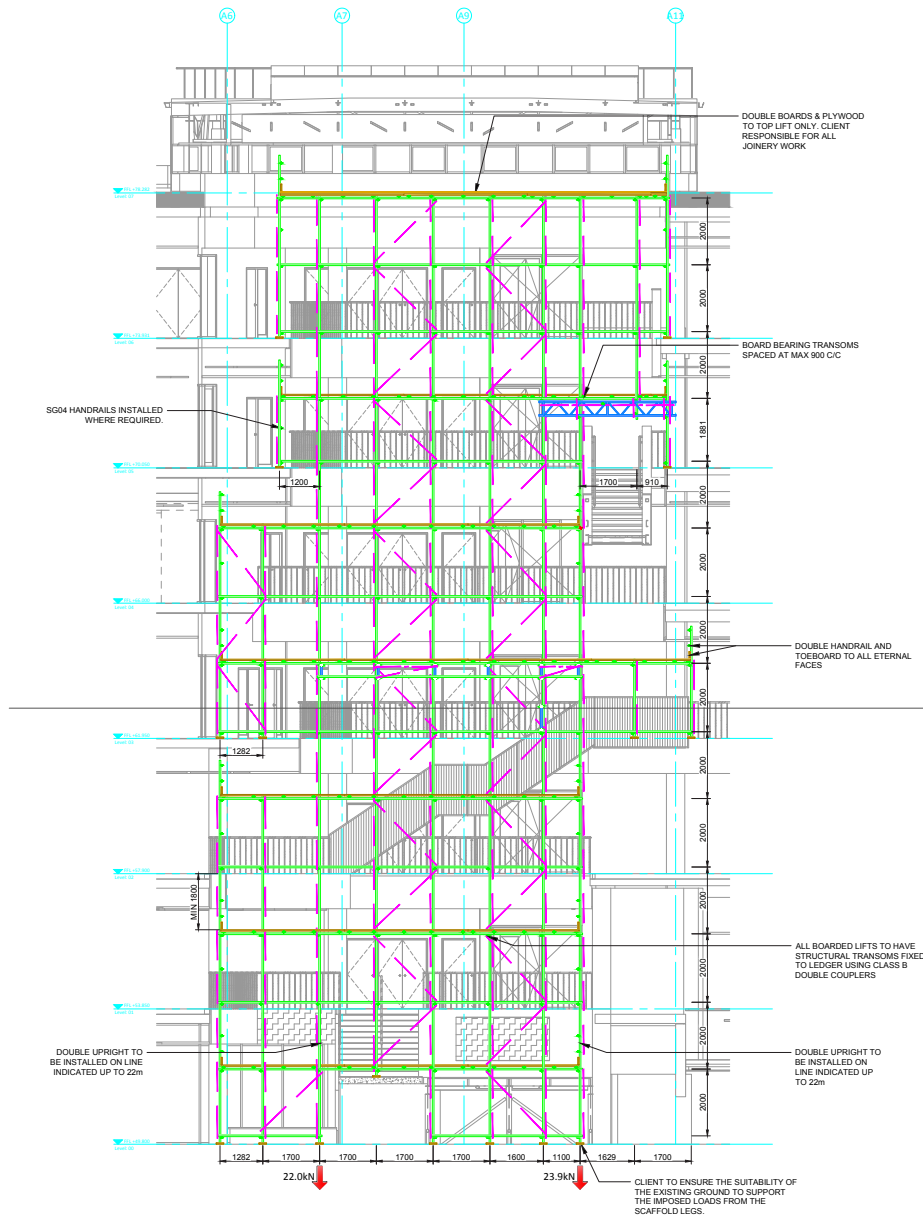 A6
A7
A9
DOUBLE BOARDS & PLYWOOD
TO TOP LIFT ONLY. CLIENT
RESPONSIBLE FOR ALL
JOINERY WORK
2000
2000
BOARD BEARING TRANSOMS
SPACED AT MAX 900 C/C
2000
SG04 HANDRAILS INSTALLED
WHERE REQUIRED.
1881
1200
1700
910
2000
2000
2000
DOUBLE HANDRAIL AND
TOEBOARD TO ALL ETERNAL
FACES
2000
1282
2000
2000
MIN 1800
2000
ALL BOARDED LIFTS TO HAVE
STRUCTURAL TRANSOMS FIXED
TO LEDGER USING CLASS B
DOUBLE COUPLERS
2000
2000
DOUBLE UPRIGHT TO
BE INSTALLED ON LINE
INDICATED UP TO 22m
DOUBLE UPRIGHT TO
BE INSTALLED ON
LINE INDICATED UP
TO 22m
2000
1282
1700
1700
1700
1700
1600
1100
1629
1700
22.0kN
23.9kN
CLIENT TO ENSURE THE SUITABILITY OF
THE EXISTING GROUND TO SUPPORT
THE IMPOSED LOADS FROM THE
SCAFFOLD LEGS.